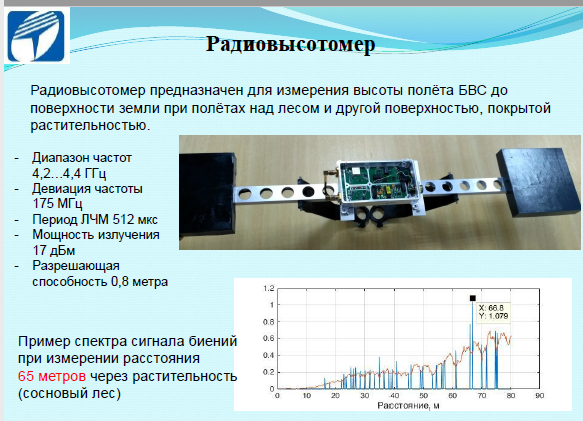 Радиовысотомер
Радиовысотомер предназначен для измерения высоты полёта БВС до
поверхности земли при полётах над лесом и другой поверхностью, покрытой
растительностью.
- Диапазон частот
4,2…4,4 ГГц
- Девиация частоты
175 МГц
- Период ЛЧМ 512 мкс
- Мощность излучения
17 дБм
- Разрешающая
способность 0,8 метра
Пример спектра сигнала биений
при измерении расстояния
65 метров через растительность
(сосновый лес)
1.2
1
0.8
0.6
0.4
0.2
0
X: 66.8
Y: 1.079
0 10 20 30 40 50 60 70 80 90
Расстояние, м